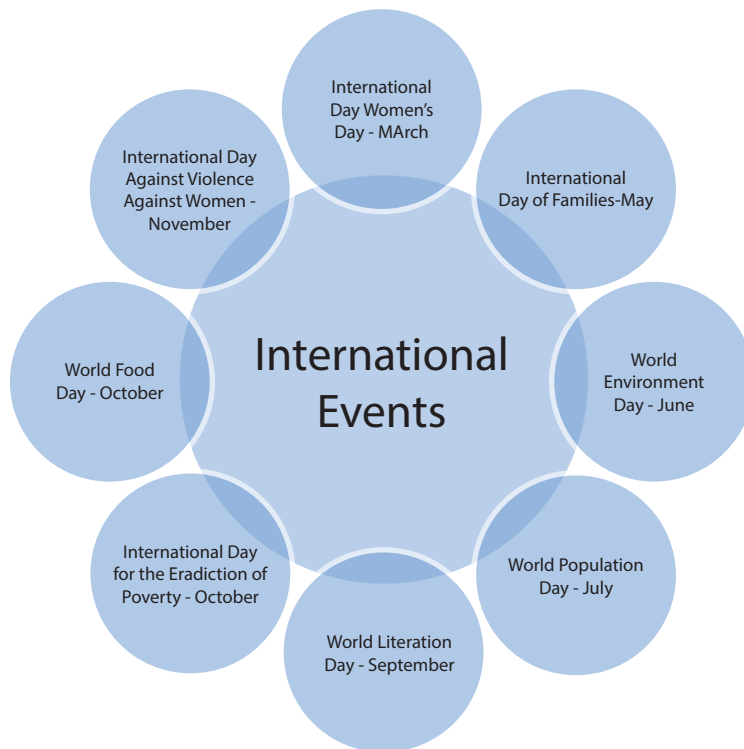 International
Day Women's
Day - MArch
International
Day of Families-May
World
Environment
Day - June
World Population
Day - July
World Literation
Day - September
International Day
for the Eradiction of
Poverty - October
World Food
Day - October
International Day
Against Violence
Against Women -
November
International
Events